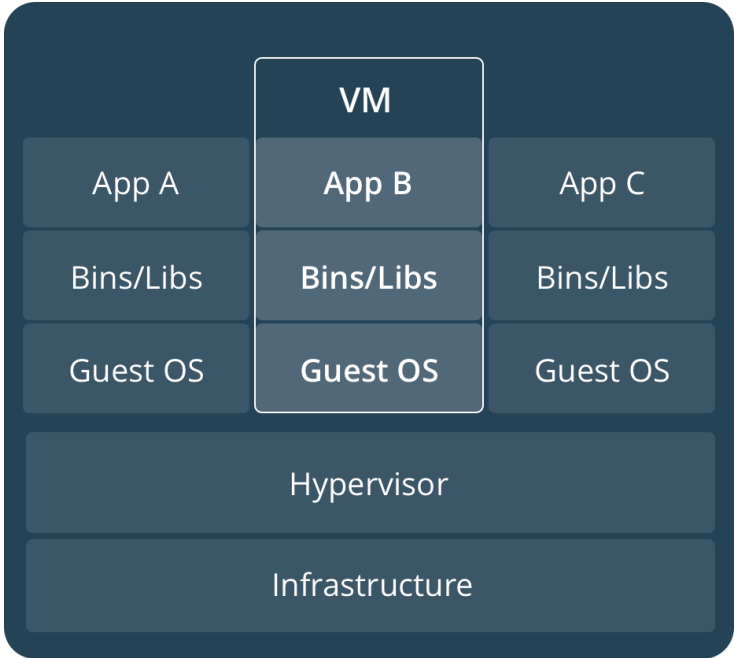 VM
App A
App B
App C
Bins/Libs
Bins/Libs
Bins/Libs
Guest OS
Guest OS
Guest OS
Hypervisor
Infrastructure